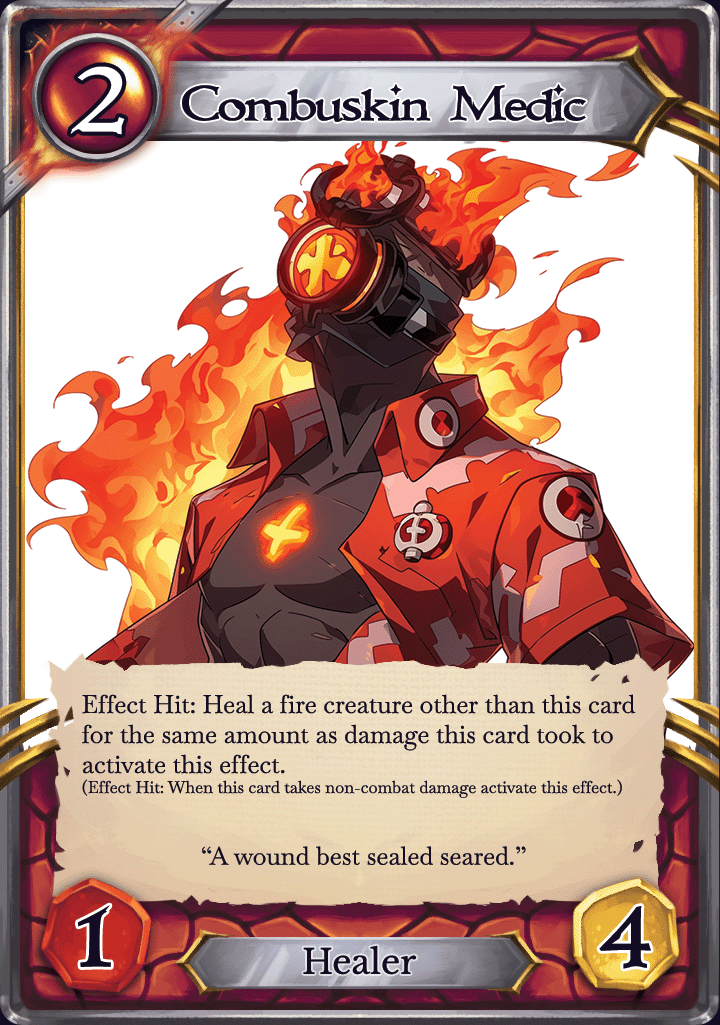 2
Combuskin Medic
Effect Hit: Heal a fire creature other than this card
for the same amount as damage this card took to
activate this effect.
(Effect Hit: When this card takes non-combat damage activate this effect.)
“A wound best sealed seared.”
1
Healer
4